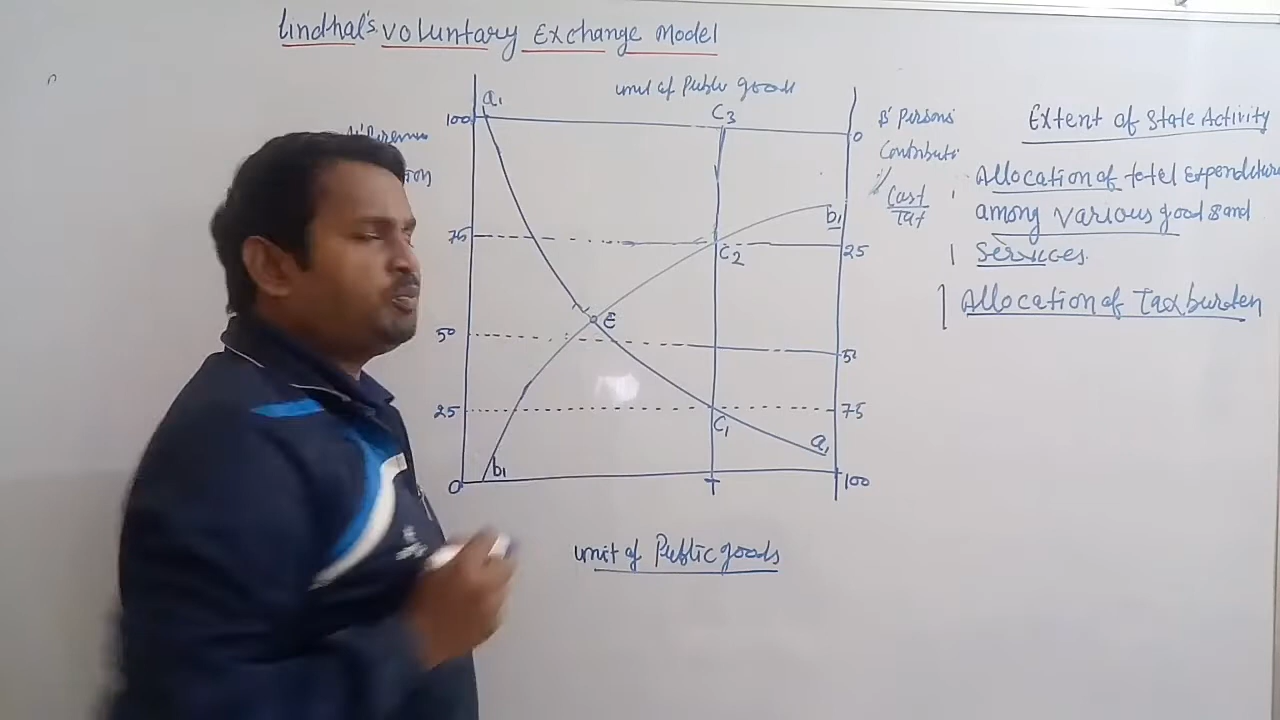 Lindhal's Voluntary Exchange Model
unit of Public goods
a1
C3
100
0
B' Persons
Contributi
Cost
Tax
75
b1
25
C2
E
50
50
25
75
C1
a1
b1
0
T
100
unit of Public goods
Extent of State Activity
Allocation of total Expenditure
among various goods and
Services.
Allocation of Tax burden